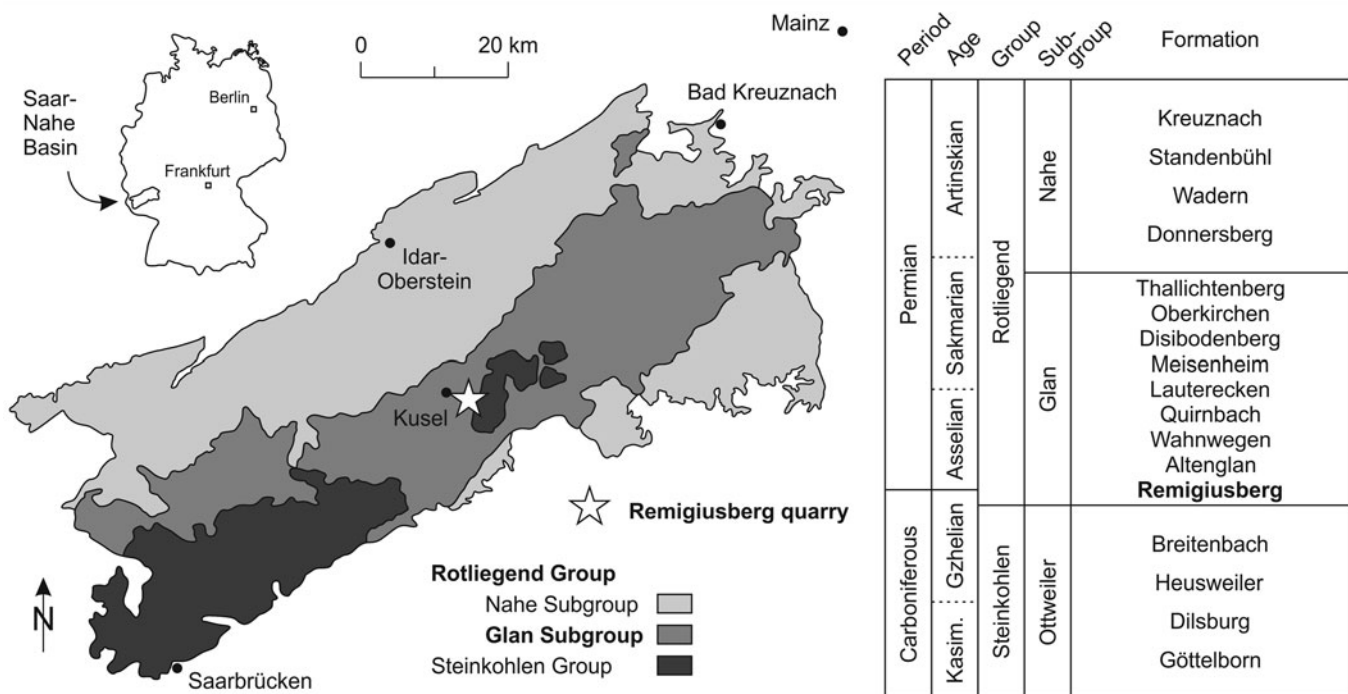 Saar-
Nahe
Basin
Berlin
Frankfurt
0 20 km
Mainz
Bad Kreuznach
Idar-
Oberstein
Kusel
Remigiusberg quarry
Rotliegend Group
Nahe Subgroup
Glan Subgroup
Steinkohlen Group
N
Saarbrücken
Period
Age
Group
Sub-
group
Formation
Permian
Carboniferous
Artinskian
Sakmarian
Asselian
Gzhelian
Kasim.
Rotliegend
Steinkohlen
Nahe
Glan
Ottweiler
Kreuznach
Standenbühl
Wadern
Donnersberg
Thallichtenberg
Oberkirchen
Disibodenberg
Meisenheim
Lauterecken
Quirnbach
Wahnwegen
Altenglan
Remigiusberg
Breitenbach
Heusweiler
Dilsburg
Göttelborn